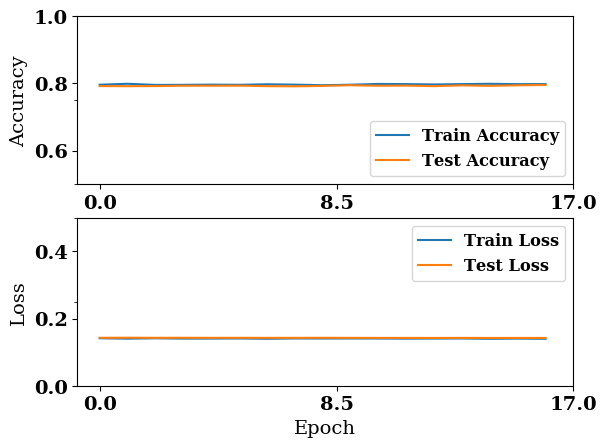 1.0
0.8
0.6
Accuracy
Train Accuracy
Test Accuracy
0.0 8.5 17.0
0.4
0.2
0.0
Loss
Train Loss
Test Loss
0.0 8.5 17.0
Epoch